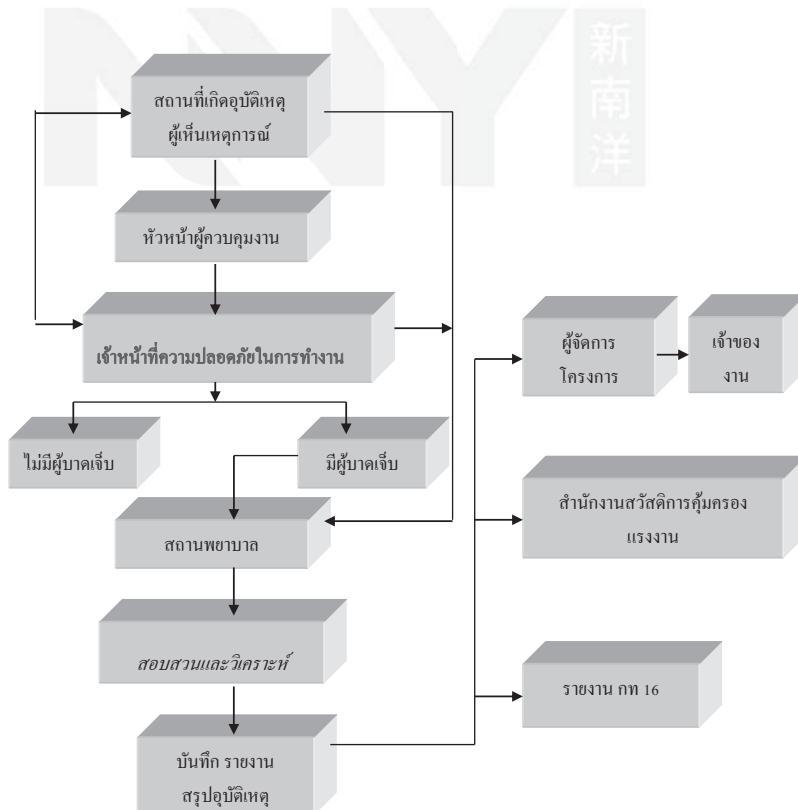 NNY
新
南
洋
สถานที่เกิดอุบัติเหตุ
ผู้เห็นเหตุการณ์
หัวหน้าผู้ควบคุมงาน
เจ้าหน้าที่ความปลอดภัยในการทำงาน
ไม่มีผู้บาดเจ็บ
มีผู้บาดเจ็บ
สถานพยาบาล
สอบสวนและวิเคราะห์
บันทึก รายงาน
สรุปอุบัติเหตุ
ผู้จัดการ
โครงการ
เจ้าของ
งาน
สำนักงานสวัสดิการคุ้มครอง
แรงงาน
รายงาน กท 16